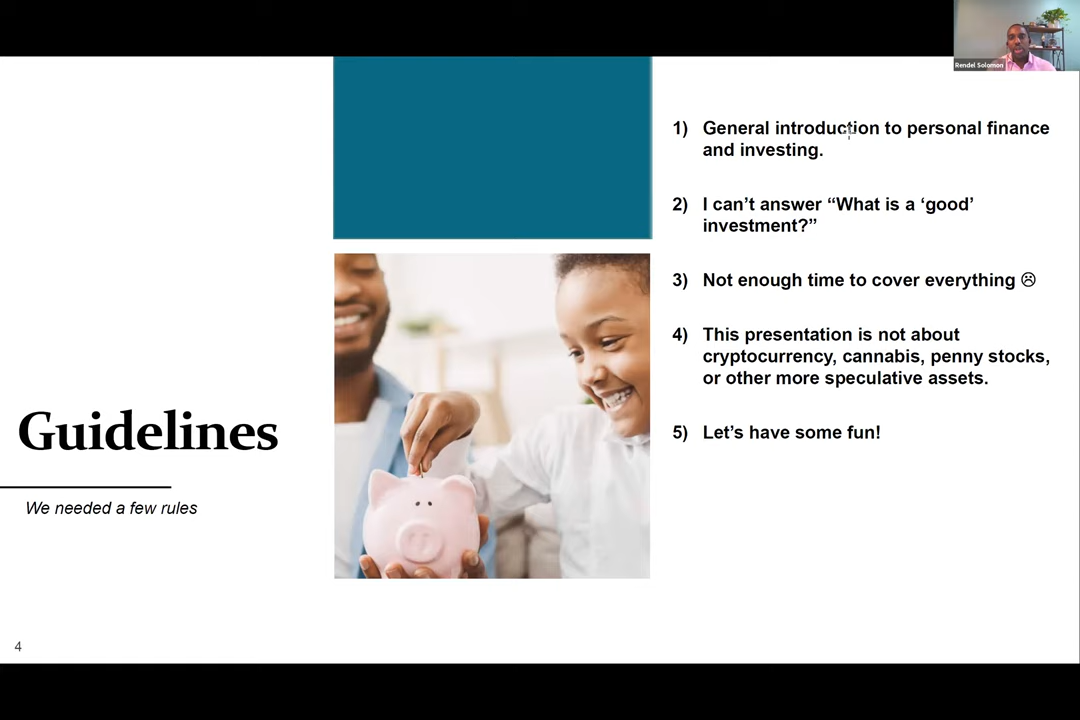 Rendel Solomon
1) General introduction to personal finance
and investing.
2) I can’t answer “What is a ‘good’
investment?”
3) Not enough time to cover everything ☹
4) This presentation is not about
cryptocurrency, cannabis, penny stocks,
or other more speculative assets.
5) Let’s have some fun!
Guidelines
We needed a few rules
4